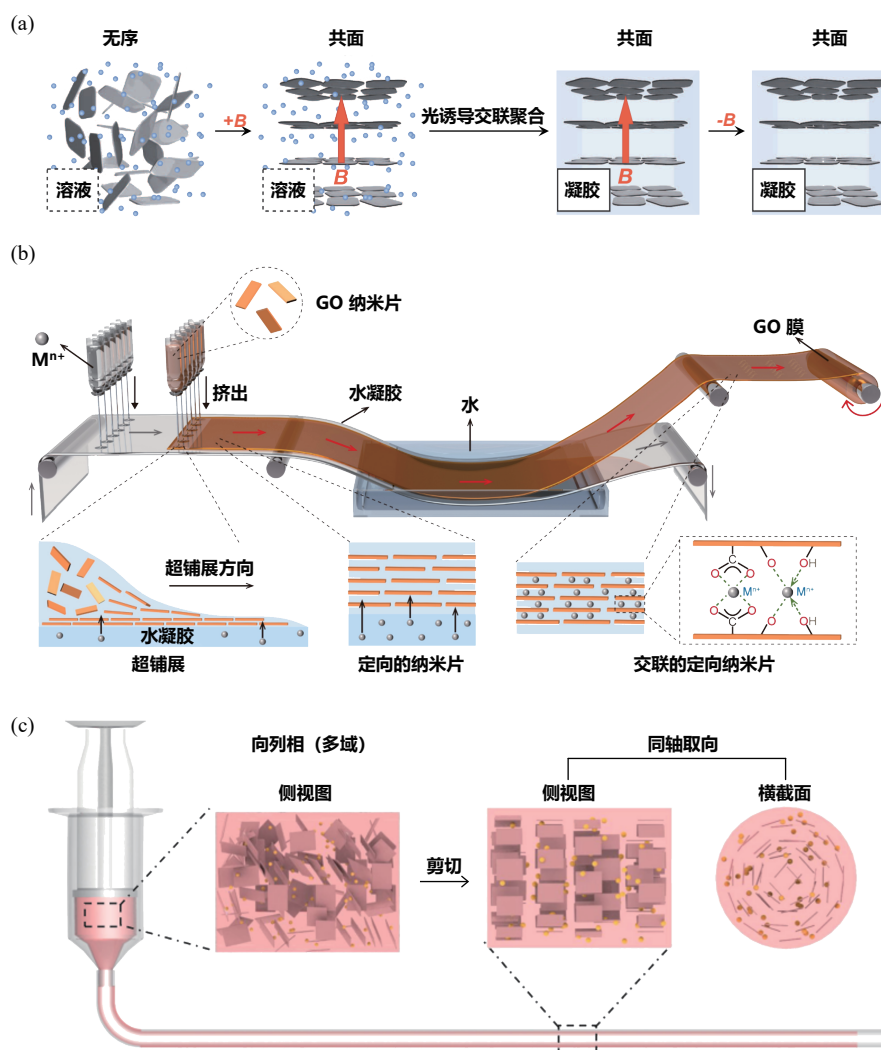 (a)
无序
共面
共面
共面
+B
光诱导交联聚合
-B
B
B
溶液
溶液
凝胶
凝胶
(b)
GO 纳米片
Mⁿ⁺
挤出
水凝胶
水
GO 膜
超铺展方向
水凝胶
超铺展
定向的纳米片
C
O
O
O
OH
Mⁿ⁺
Mⁿ⁺
O
O
C
O
OH
交联的定向纳米片
(c)
向列相（多域）
同轴取向
侧视图
侧视图
横截面
剪切